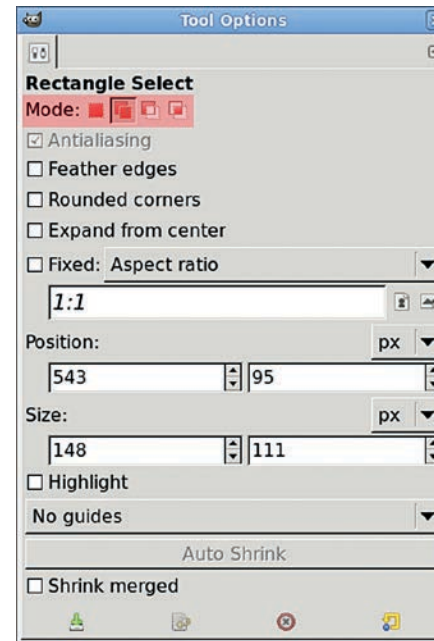 Tool Options
Rectangle Select
Mode:
Antialiasing
Feather edges
Rounded corners
Expand from center
Fixed: Aspect ratio
1:1
Position: px
543 95
Size: px
148 111
Highlight
No guides
Auto Shrink
Shrink merged